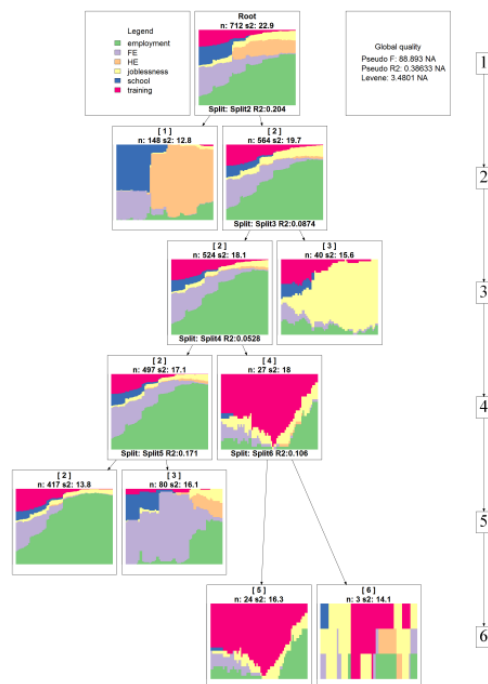 Legend
employment
FE
HE
joblessness
school
training
Root
n: 712 s2: 22.9
Split: Split2 R2:0.204
Global quality
Pseudo F: 88.893 NA
Pseudo R2: 0.38633 NA
Levene: 3.4801 NA
1
[ 1 ]
n: 148 s2: 12.8
[ 2 ]
n: 564 s2: 19.7
Split: Split3 R2:0.0874
2
[ 2 ]
n: 524 s2: 18.1
Split: Split4 R2:0.0528
[ 3 ]
n: 40 s2: 15.6
3
[ 2 ]
n: 497 s2: 17.1
Split: Split5 R2:0.171
[ 4 ]
n: 27 s2: 18
Split: Split6 R2:0.106
4
[ 2 ]
n: 417 s2: 13.8
[ 3 ]
n: 80 s2: 16.1
5
[ 5 ]
n: 24 s2: 16.3
[ 6 ]
n: 3 s2: 14.1
6